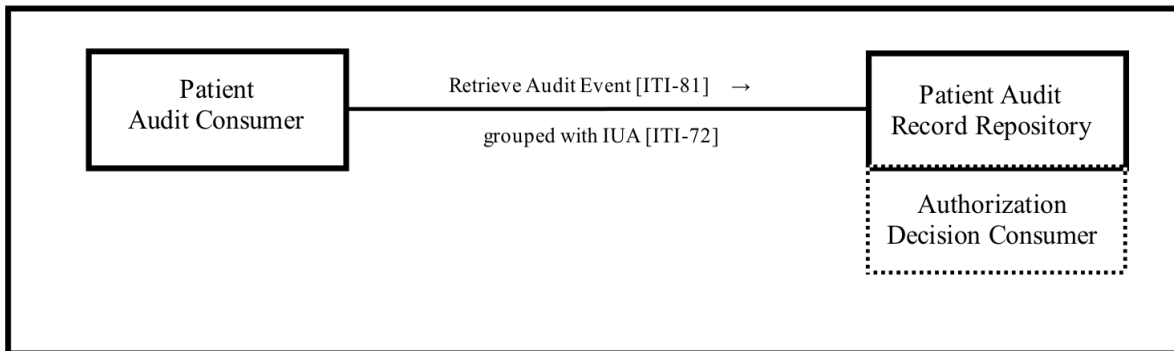 Patient
Audit Consumer
Retrieve Audit Event [ITI-81] →
grouped with IUA [ITI-72]
Patient Audit
Record Repository
Authorization
Decision Consumer